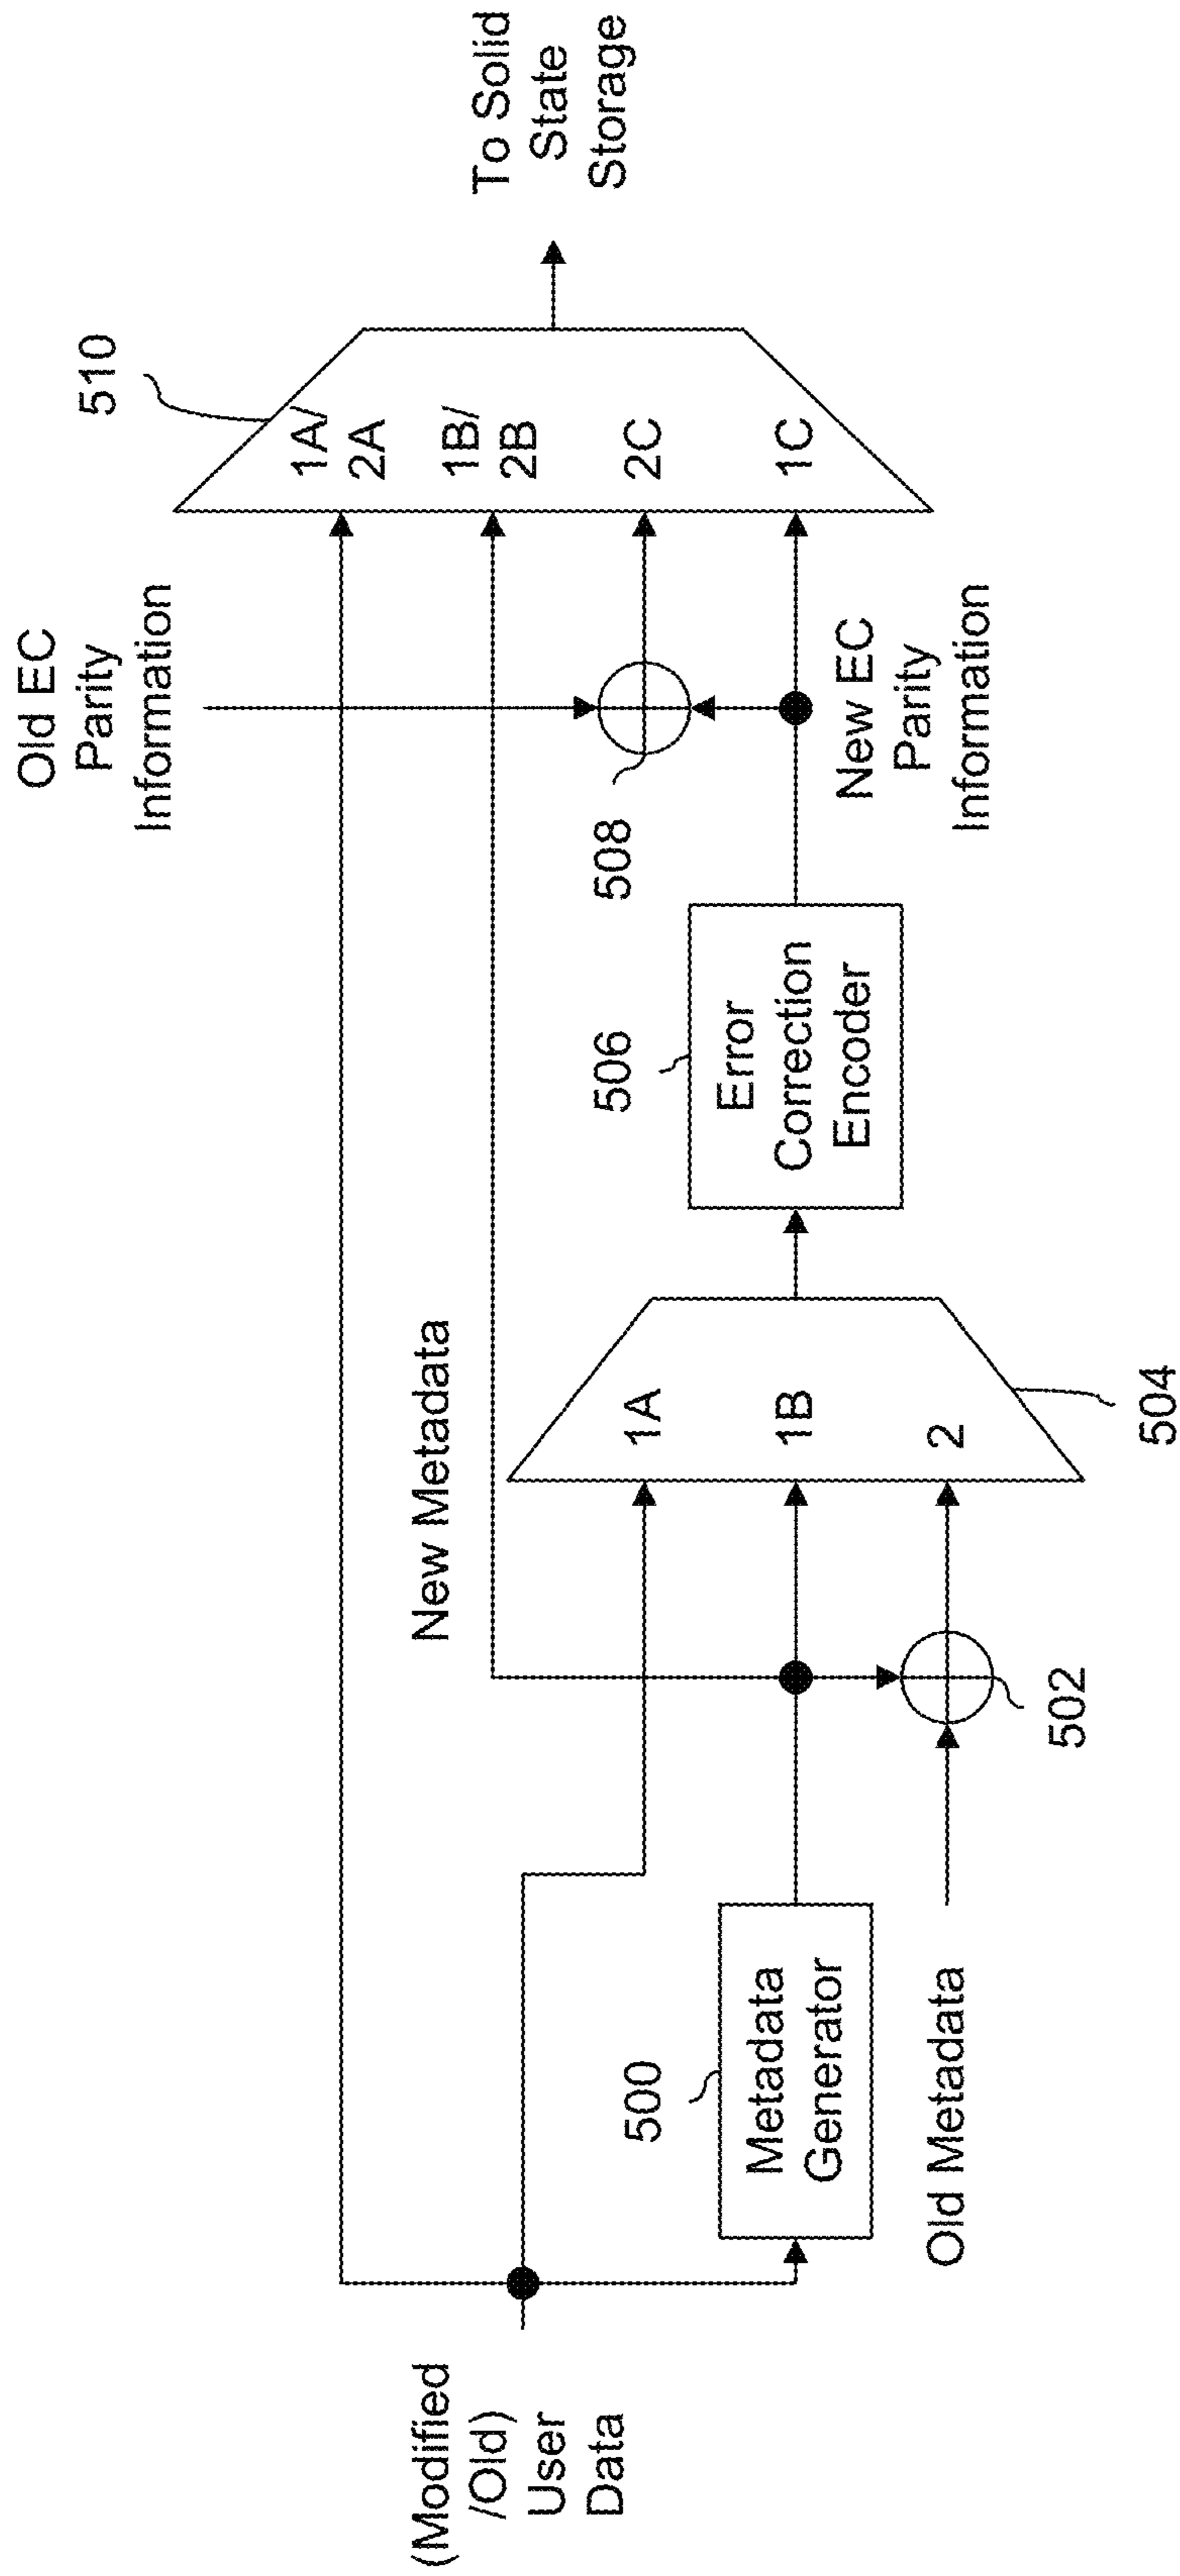 (Modified
/Old)
User
Data
500
Metadata
Generator
Old Metadata
502
New Metadata
1A
1B
2
504
506
Error
Correction
Encoder
508
Old EC
Parity
Information
New EC
Parity
Information
510
1A/
2A
1B/
2B
2C
1C
To Solid
State
Storage